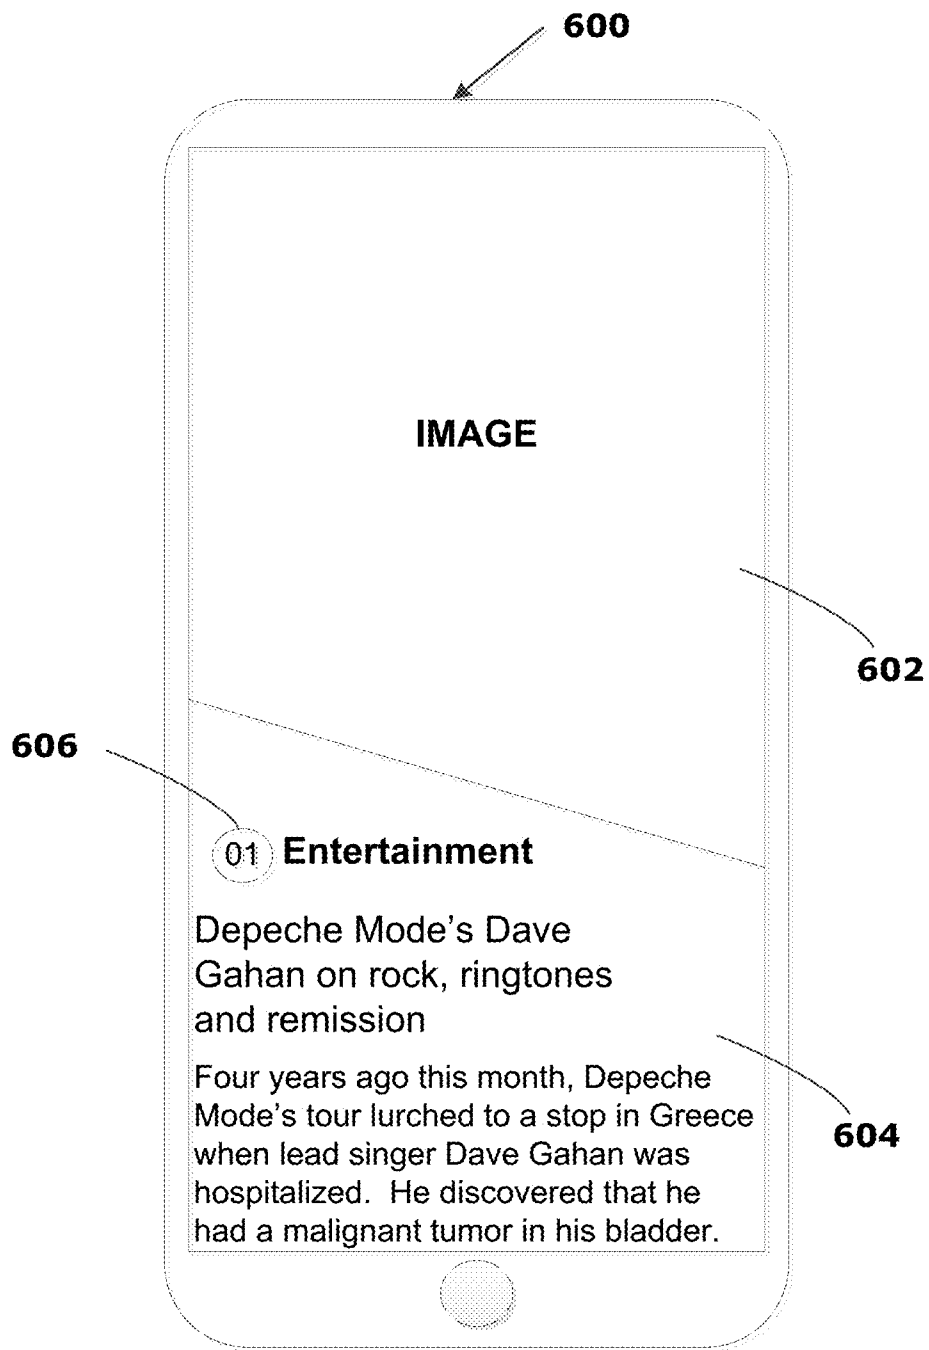 600
IMAGE
602
606
01 Entertainment
Depeche Mode's Dave
Gahan on rock, ringtones
and remission
Four years ago this month, Depeche
Mode's tour lurched to a stop in Greece
when lead singer Dave Gahan was
hospitalized.  He discovered that he
had a malignant tumor in his bladder.
604